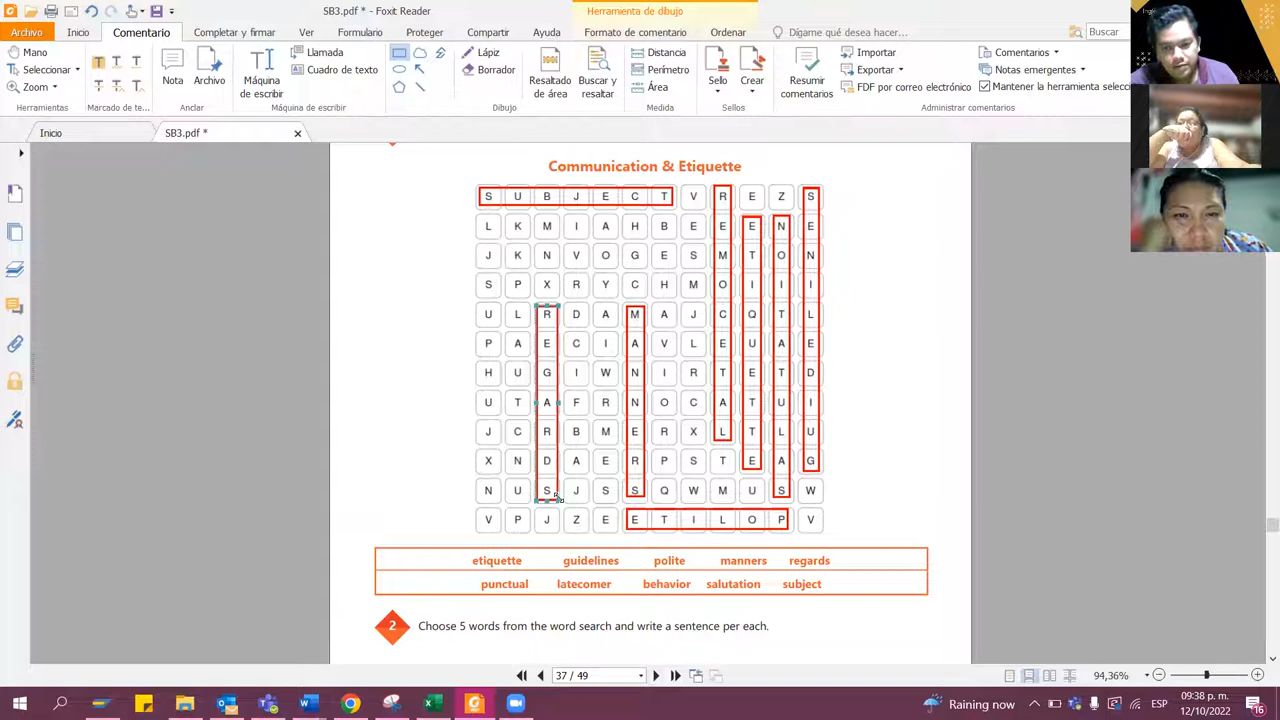 SB3.pdf * - Foxit Reader
Herramienta de dibujo
Archivo Inicio Comentario Completar y firmar Ver Formulario Proteger Compartir Ayuda Formato de comentario Ordenar Dígame qué desea hacer... Buscar
Mano
Seleccionar
Zoom
Herramientas
T T T
T T T
Marcado de te...
Nota
Archivo
Anclar
Máquina de escribir
Llamada
Cuadro de texto
Máquina de escribir
Lápiz
Borrador
Dibujo
Resaltado de área
Buscar y resaltar
Distancia
Perímetro
Área
Medida
Sello
Crear
Sellos
Resumir comentarios
Importar
Exportar
FDF por correo electrónico
Comentarios
Notas emergentes
Mantener la herramienta selecci
Administrar comentarios
Inicio
SB3.pdf *
Communication & Etiquette
S U B J E C T V R E Z S
L K M I A H B E E E N E
J K N V O G E S M T O N
S P X R Y C H M O I I I
U L R D A M A J C Q T L
P A E C I A V L E U A E
H U G I W N I R T E T D
U T A F R N O C A T U I
J C R B M E R X L T L U
X N D A E R P S T E A G
N U S J S S Q W M U S W
V P J Z E E T I L O P V
etiquette guidelines polite manners regards
punctual latecomer behavior salutation subject
2 Choose 5 words from the word search and write a sentence per each.
37 / 49
94,36%
Raining now
ESP
09:38 p. m.
12/10/2022
16